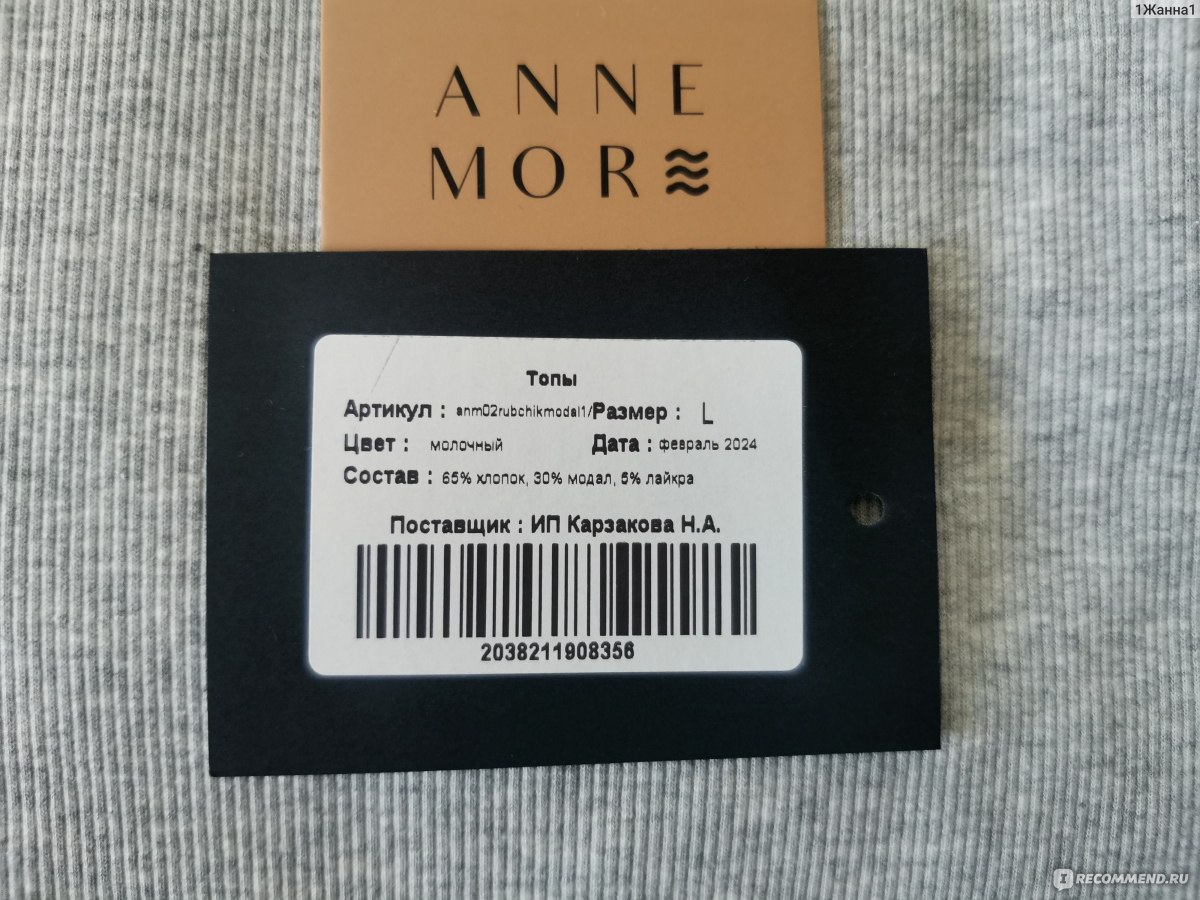 1Жанна1
ANNE
MOR
Топы
Артикул : anm02rubchikmodal1/Размер : L
Цвет : молочный Дата : февраль 2024
Состав : 65% хлопок, 30% модал, 5% лайкра
Поставщик : ИП Карзакова Н.А.
2038211908356
IRECOMMEND.RU